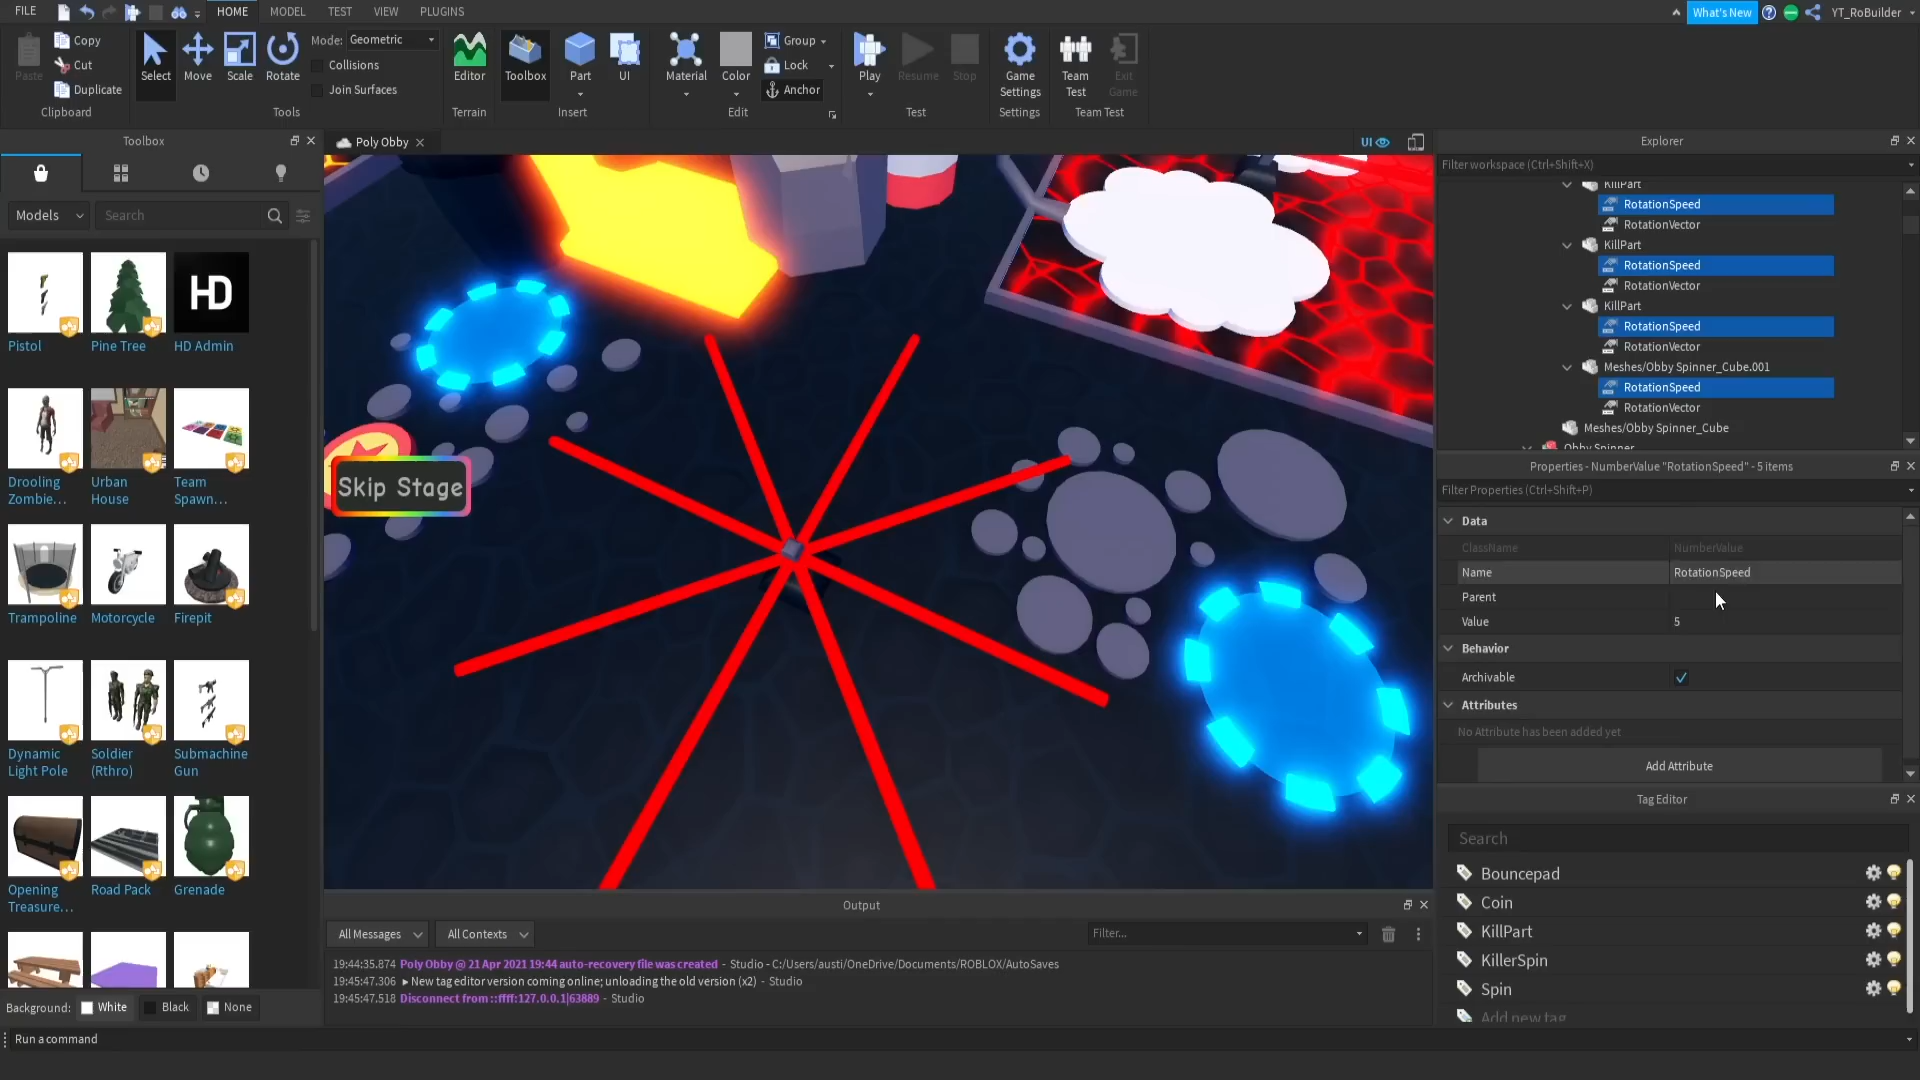 FILE
HOME
MODEL
TEST
VIEW
PLUGINS
What's New
YT_RoBuilder
Paste
Copy
Cut
Duplicate
Clipboard
Select
Move
Scale
Rotate
Mode: Geometric
Collisions
Join Surfaces
Tools
Editor
Terrain
Toolbox
Part
UI
Insert
Material
Color
Group
Lock
Anchor
Edit
Play
Resume
Stop
Test
Game
Settings
Settings
Team
Test
Exit
Game
Team Test
Toolbox
Models
Search
Pistol
Pine Tree
HD
HD Admin
Drooling
Zombie...
Urban
House
Team
Spawn...
Trampoline
Motorcycle
Firepit
Dynamic
Light Pole
Soldier
(Rthro)
Submachine
Gun
Opening
Treasure...
Road Pack
Grenade
Background:
White
Black
None
Run a command
Poly Obby
UI
Skip Stage
Output
All Messages
All Contexts
Filter...
19:44:35.874 Poly Obby @ 21 Apr 2021 19:44 auto-recovery file was created - Studio - C:/Users/austi/OneDrive/Documents/ROBLOX/AutoSaves
19:45:47.306 ▸ New tag editor version coming online; unloading the old version (x2) - Studio
19:45:47.518 Disconnect from ::ffff:127.0.0.1|63889 - Studio
Explorer
Filter workspace (Ctrl+Shift+X)
KillPart
RotationSpeed
RotationVector
KillPart
RotationSpeed
RotationVector
KillPart
RotationSpeed
RotationVector
Meshes/Obby Spinner_Cube.001
RotationSpeed
RotationVector
Meshes/Obby Spinner_Cube
Obby Spinner
Properties - NumberValue "RotationSpeed" - 5 items
Filter Properties (Ctrl+Shift+P)
Data
ClassName NumberValue
Name RotationSpeed
Parent
Value 5
Behavior
Archivable
Attributes
No Attribute has been added yet
Add Attribute
Tag Editor
Search
Bouncepad
Coin
KillPart
KillerSpin
Spin
Add new tag